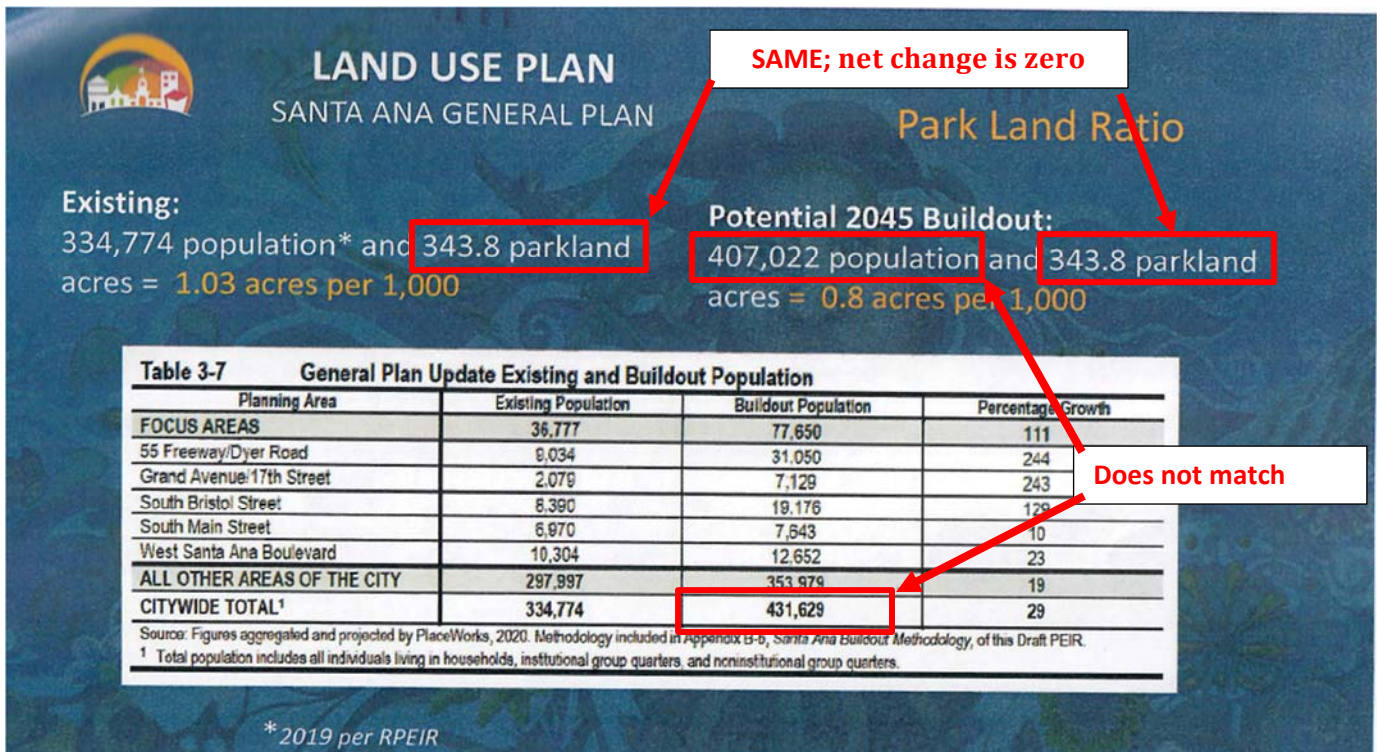 LAND USE PLAN
SANTA ANA GENERAL PLAN
SAME; net change is zero
Park Land Ratio
Existing:
334,774 population* and 343.8 parkland
acres = 1.03 acres per 1,000
Potential 2045 Buildout:
407,022 population and 343.8 parkland
acres = 0.8 acres per 1,000
Table 3-7 General Plan Update Existing and Buildout Population
Planning Area Existing Population Buildout Population Percentage Growth
FOCUS AREAS 36,777 77,650 111
55 Freeway/Dyer Road 9,034 31,050 244
Grand Avenue/17th Street 2,079 7,129 243
South Bristol Street 8,390 19,176 129
South Main Street 6,970 7,643 10
West Santa Ana Boulevard 10,304 12,652 23
ALL OTHER AREAS OF THE CITY 297,997 353,979 19
CITYWIDE TOTAL¹ 334,774 431,629 29
Does not match
Source: Figures aggregated and projected by PlaceWorks, 2020. Methodology included in Appendix B-b, Santa Ana Buildout Methodology, of this Draft PEIR.
¹ Total population includes all individuals living in households, institutional group quarters, and noninstitutional group quarters.
*2019 per RPEIR